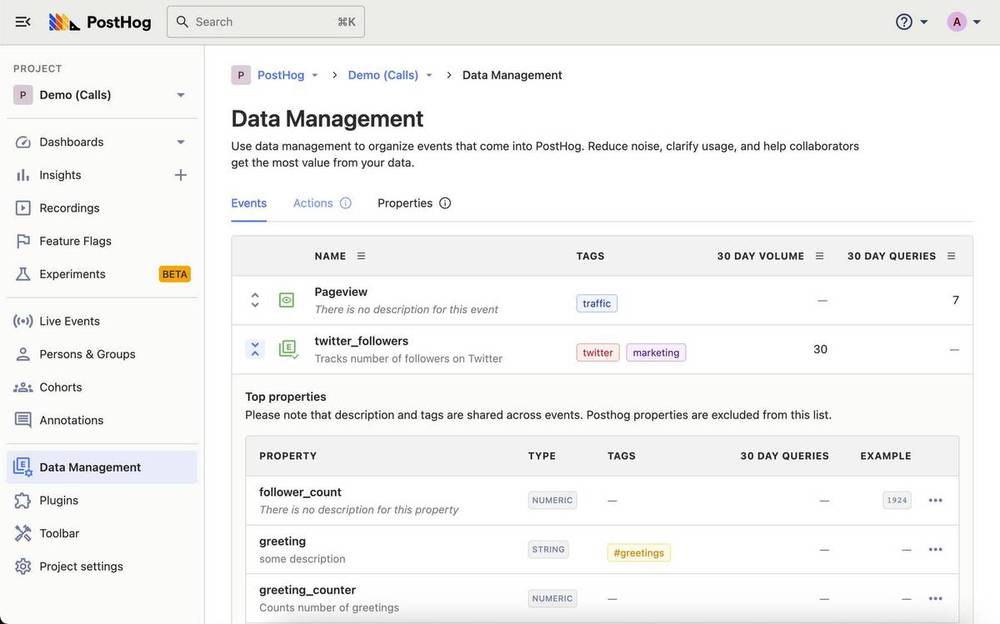 PostHog
Search ⌘K
A
PROJECT
P Demo (Calls)
Dashboards
Insights
Recordings
Feature Flags
Experiments BETA
Live Events
Persons & Groups
Cohorts
Annotations
Data Management
Plugins
Toolbar
Project settings
P PostHog > Demo (Calls) > Data Management
Data Management
Use data management to organize events that come into PostHog. Reduce noise, clarify usage, and help collaborators
get the most value from your data.
Events Actions Properties
NAME TAGS 30 DAY VOLUME 30 DAY QUERIES
Pageview
There is no description for this event
traffic — 7
twitter_followers
Tracks number of followers on Twitter
twitter marketing 30 —
Top properties
Please note that description and tags are shared across events. Posthog properties are excluded from this list.
PROPERTY TYPE TAGS 30 DAY QUERIES EXAMPLE
follower_count
There is no description for this property
NUMERIC — — 1924
greeting
some description
STRING #greetings — —
greeting_counter
Counts number of greetings
NUMERIC — — —